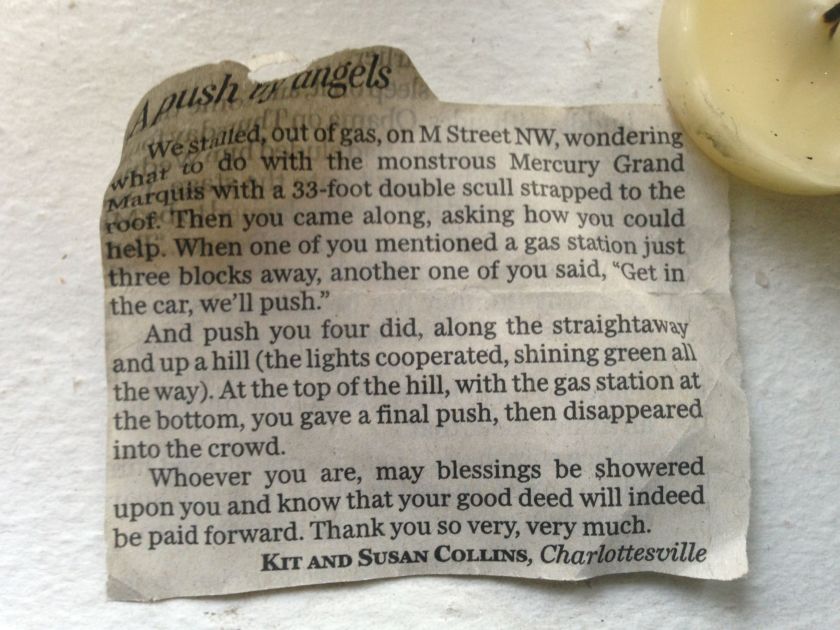 A push by angels
We stalled, out of gas, on M Street NW, wondering
what to do with the monstrous Mercury Grand
Marquis with a 33-foot double scull strapped to the
roof. Then you came along, asking how you could
help. When one of you mentioned a gas station just
three blocks away, another one of you said, “Get in
the car, we’ll push.”
And push you four did, along the straightaway
and up a hill (the lights cooperated, shining green all
the way). At the top of the hill, with the gas station at
the bottom, you gave a final push, then disappeared
into the crowd.
Whoever you are, may blessings be showered
upon you and know that your good deed will indeed
be paid forward. Thank you so very, very much.
KIT AND SUSAN COLLINS, Charlottesville